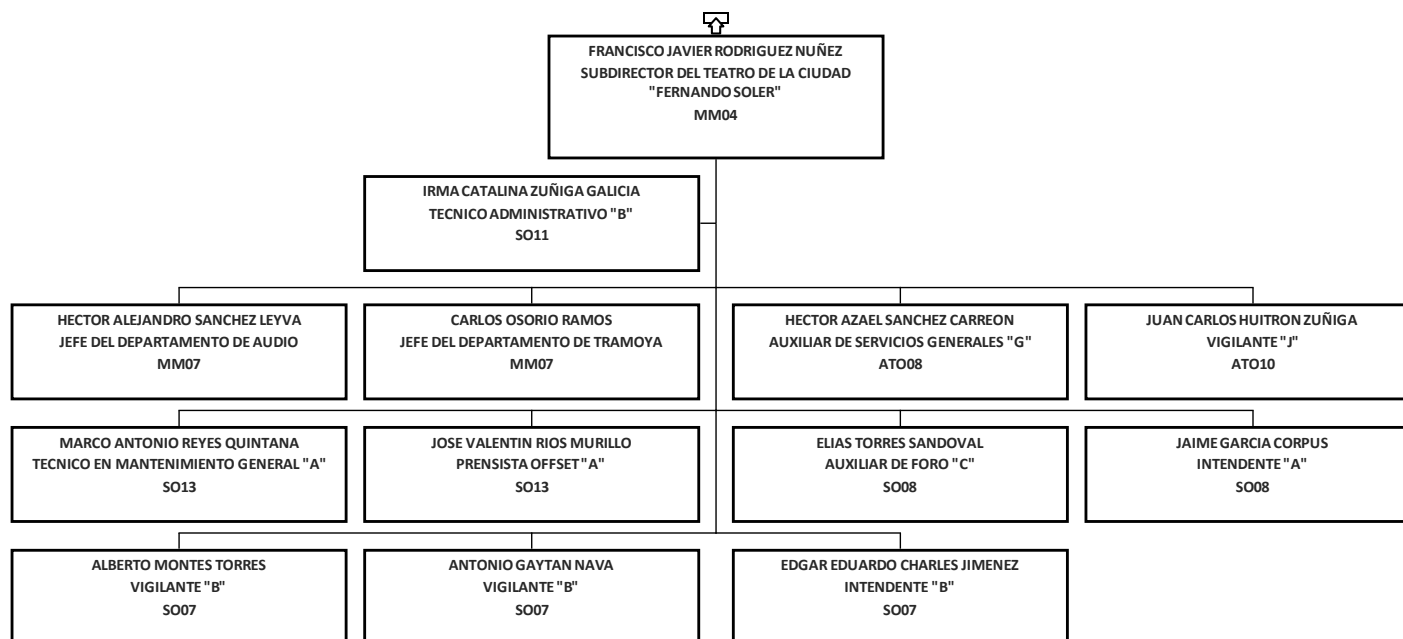 FRANCISCO JAVIER RODRIGUEZ NUÑEZ
SUBDIRECTOR DEL TEATRO DE LA CIUDAD
"FERNANDO SOLER"
MM04
IRMA CATALINA ZUÑIGA GALICIA
TECNICO ADMINISTRATIVO "B"
SO11
HECTOR ALEJANDRO SANCHEZ LEYVA
JEFE DEL DEPARTAMENTO DE AUDIO
MM07
CARLOS OSORIO RAMOS
JEFE DEL DEPARTAMENTO DE TRAMOYA
MM07
HECTOR AZAEL SANCHEZ CARREON
AUXILIAR DE SERVICIOS GENERALES "G"
ATO08
JUAN CARLOS HUITRON ZUÑIGA
VIGILANTE "J"
ATO10
MARCO ANTONIO REYES QUINTANA
TECNICO EN MANTENIMIENTO GENERAL "A"
SO13
JOSE VALENTIN RIOS MURILLO
PRENSISTA OFFSET "A"
SO13
ELIAS TORRES SANDOVAL
AUXILIAR DE FORO "C"
SO08
JAIME GARCIA CORPUS
INTENDENTE "A"
SO08
ALBERTO MONTES TORRES
VIGILANTE "B"
SO07
ANTONIO GAYTAN NAVA
VIGILANTE "B"
SO07
EDGAR EDUARDO CHARLES JIMENEZ
INTENDENTE "B"
SO07